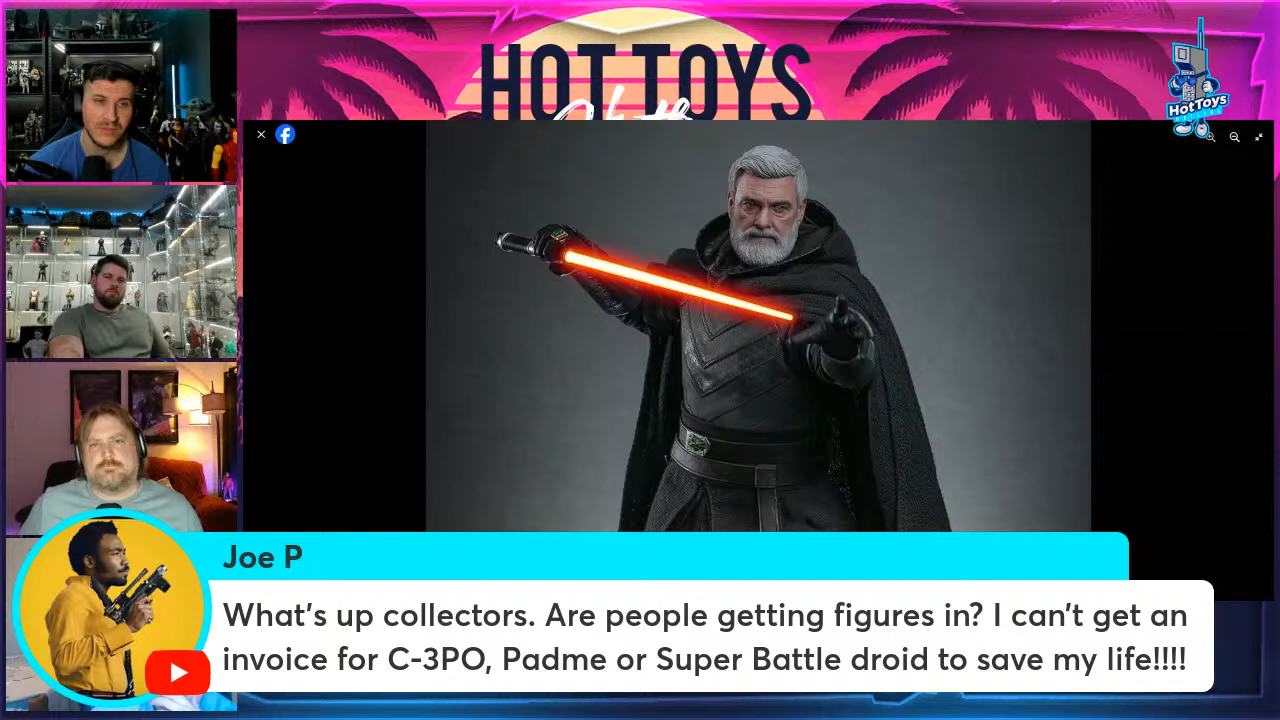 HOT TOYS
HotToys
Joe P
What's up collectors. Are people getting figures in? I can't get an
invoice for C-3PO, Padme or Super Battle droid to save my life!!!!